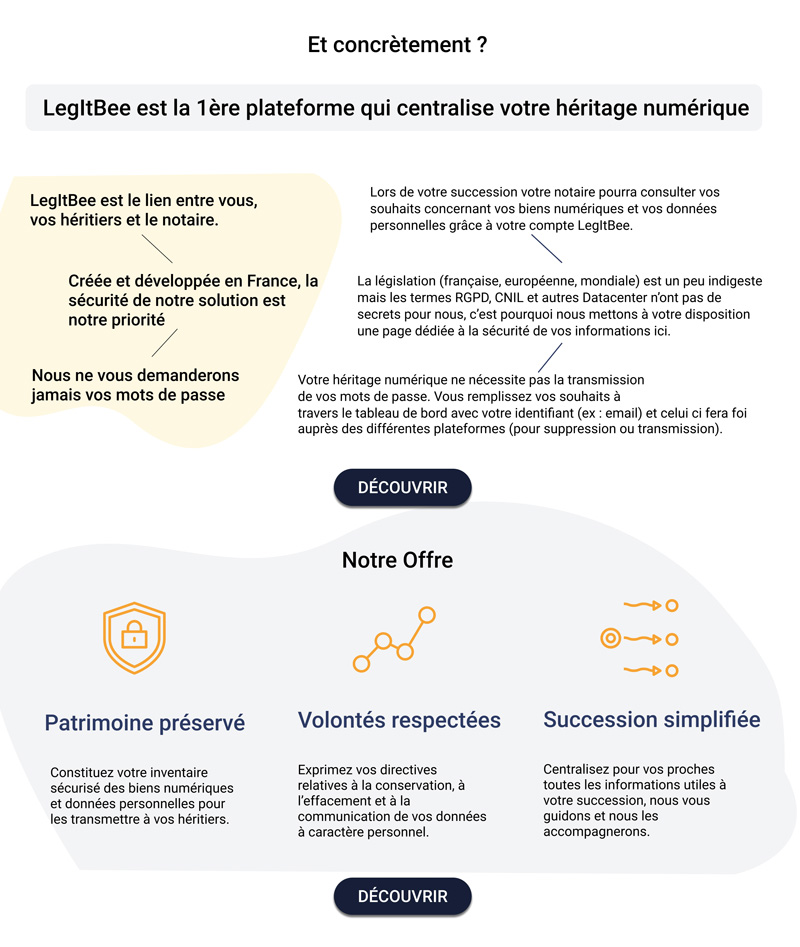 Et concrètement ?
LegItBee est la 1ère plateforme qui centralise votre héritage numérique
LegItBee est le lien entre vous,
vos héritiers et le notaire.
Lors de votre succession votre notaire pourra consulter vos
souhaits concernant vos biens numériques et vos données
personnelles grâce à votre compte LegItBee.
Créée et développée en France, la
sécurité de notre solution est
notre priorité
La législation (française, européenne, mondiale) est un peu indigeste
mais les termes RGPD, CNIL et autres Datacenter n’ont pas de
secrets pour nous, c’est pourquoi nous mettons à votre disposition
une page dédiée à la sécurité de vos informations ici.
Nous ne vous demanderons
jamais vos mots de passe
Votre héritage numérique ne nécessite pas la transmission
de vos mots de passe. Vous remplissez vos souhaits à
travers le tableau de bord avec votre identifiant (ex : email) et celui ci fera foi
auprès des différentes plateformes (pour suppression ou transmission).
DÉCOUVRIR
Notre Offre
Patrimoine préservé
Constituez votre inventaire
sécurisé des biens numériques
et données personnelles pour
les transmettre à vos héritiers.
Volontés respectées
Exprimez vos directives
relatives à la conservation, à
l’effacement et à la
communication de vos données
à caractère personnel.
Succession simplifiée
Centralisez pour vos proches
toutes les informations utiles à
votre succession, nous vous
guidons et nous les
accompagnerons.
DÉCOUVRIR